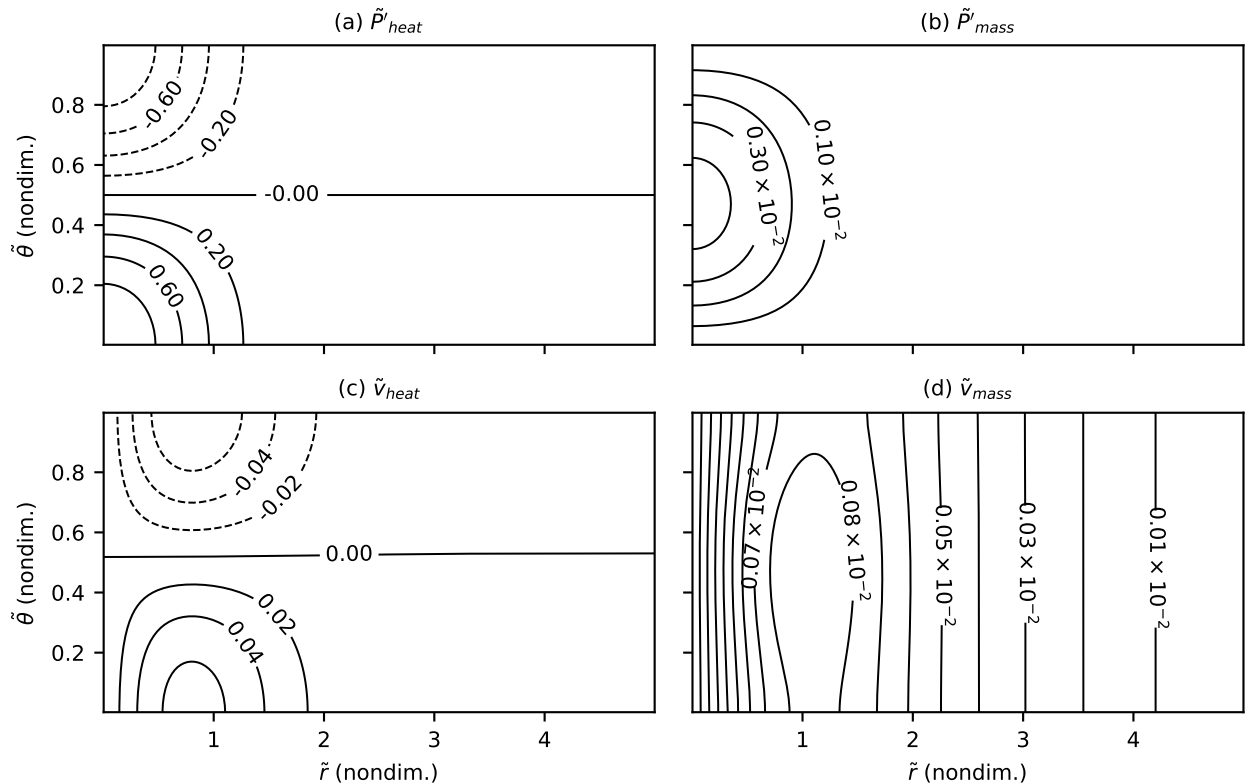 (a) P̃′heat
(b) P̃′mass
θ̃ (nondim.)
0.8
0.6
0.4
0.2
-0.60
-0.20
-0.00
0.20
0.60
0.30 × 10⁻²
0.10 × 10⁻²
(c) ṽheat
(d) ṽmass
θ̃ (nondim.)
0.8
0.6
0.4
0.2
-0.04
-0.02
0.00
0.02
0.04
0.07 × 10⁻²
0.08 × 10⁻²
0.05 × 10⁻²
0.03 × 10⁻²
0.01 × 10⁻²
1 2 3 4
1 2 3 4
r̃ (nondim.)
r̃ (nondim.)